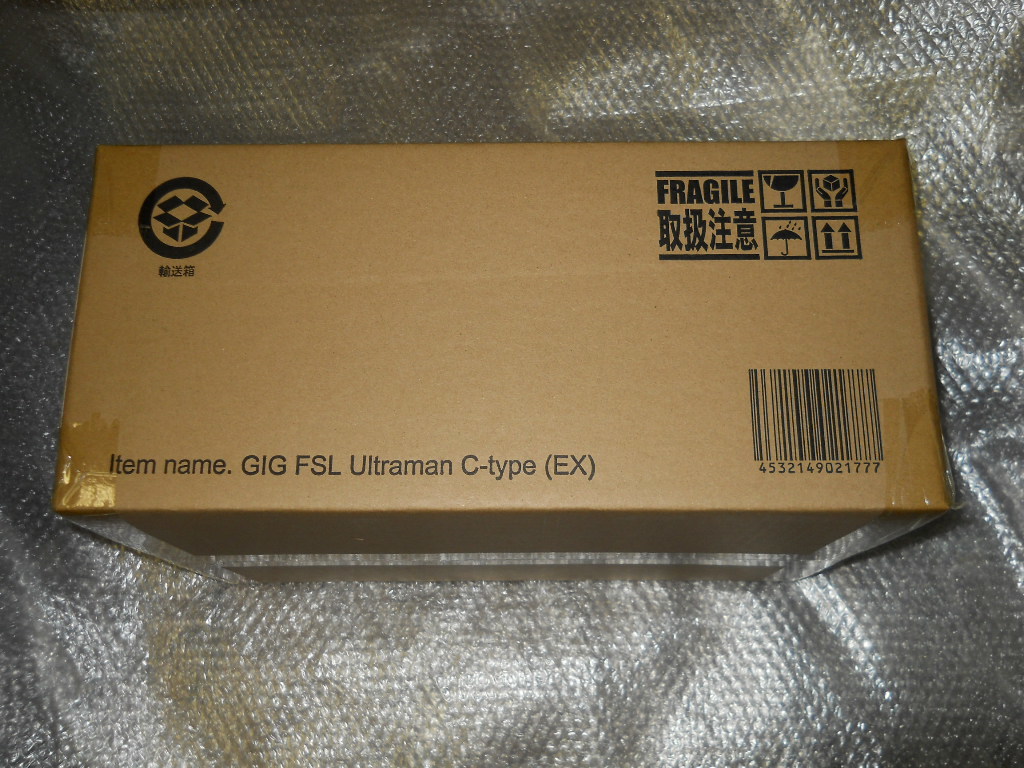 輸送箱
FRAGILE
取扱注意
Item name. GIG FSL Ultraman C-type (EX)
4532149021777